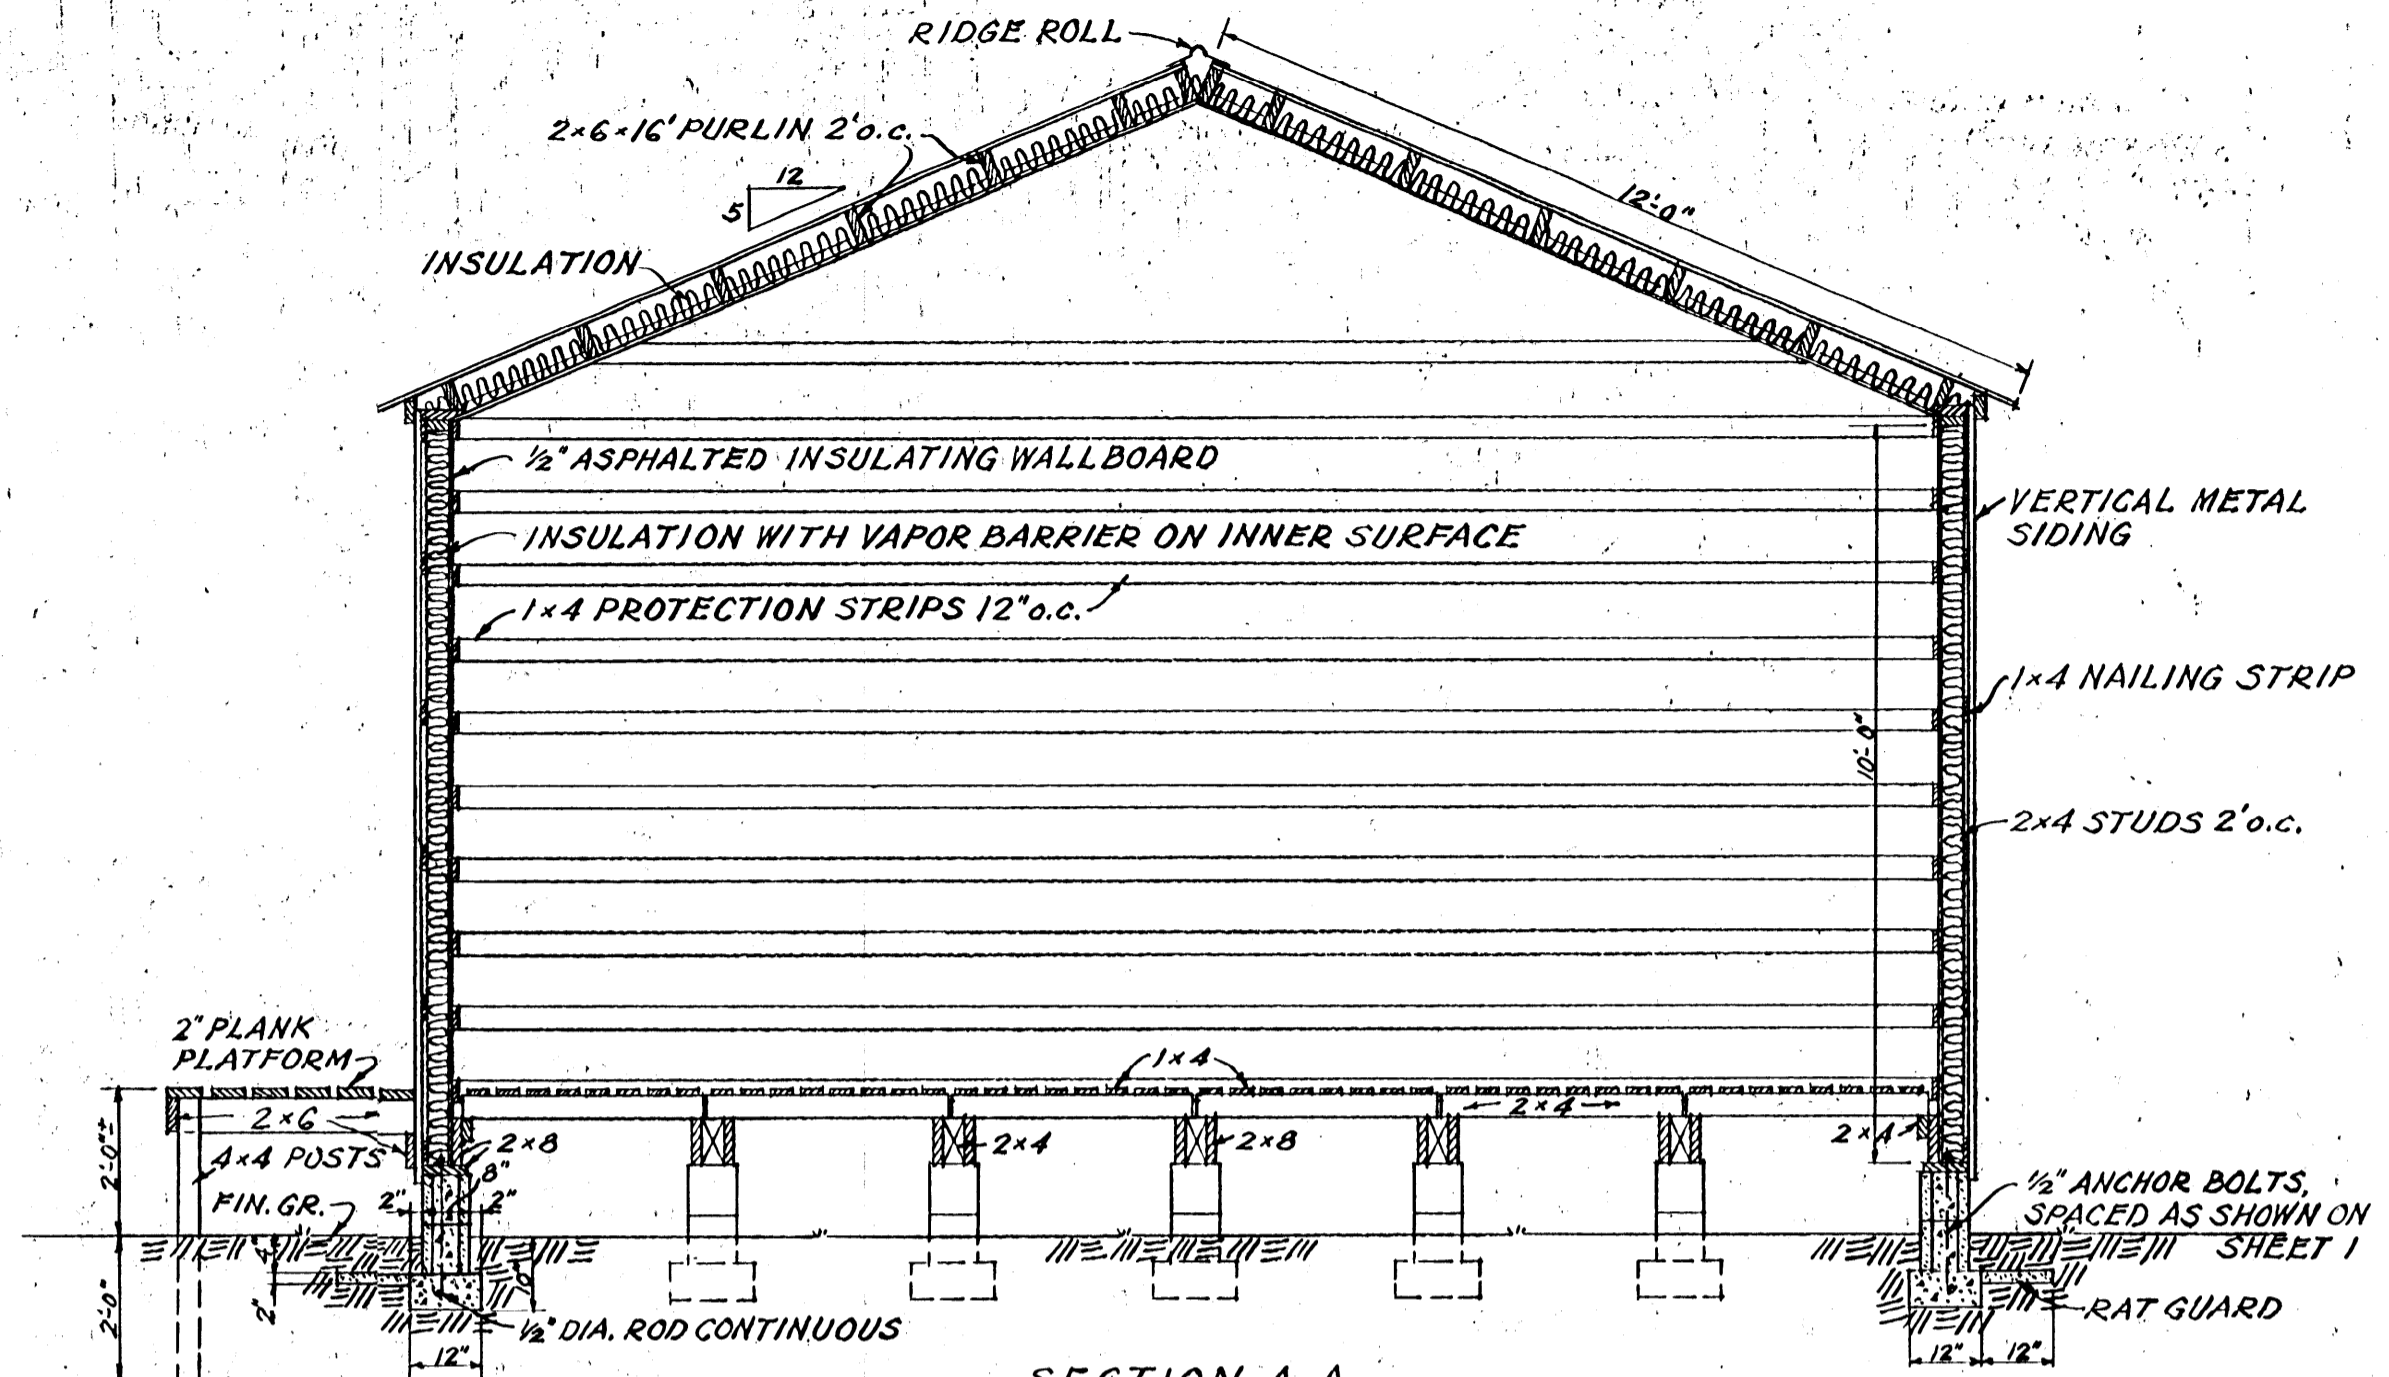 RIDGE ROLL
2×6×16' PURLIN 2'o.c.
12
5
12'-0"
INSULATION
½" ASPHALTED INSULATING WALLBOARD
VERTICAL METAL
SIDING
INSULATION WITH VAPOR BARRIER ON INNER SURFACE
1×4 PROTECTION STRIPS 12"o.c.
1×4 NAILING STRIP
10'-0"
2×4 STUDS 2'o.c.
2" PLANK
PLATFORM
1×4
2×6
2×4
2×8
2×4
2×8
2×4
2'-0"±
4×4 POSTS
8"
2"
2"
FIN. GR.
½" ANCHOR BOLTS,
SPACED AS SHOWN ON
SHEET 1
4"
2"
2'-0"
½" DIA. ROD CONTINUOUS
RAT GUARD
12"
12"
12"
SECTION A-A